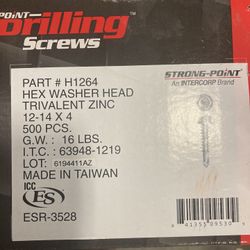 POINT
Drilling
Screws
PART # H1264
HEX WASHER HEAD
TRIVALENT ZINC
12-14 X 4
500 PCS.
G.W. : 16 LBS.
I.T.C. : 63948-1219
LOT: 6194411AZ
MADE IN TAIWAN
ICC
ES
ESR-3528
STRONG-POINT
An INTERCORP Brand